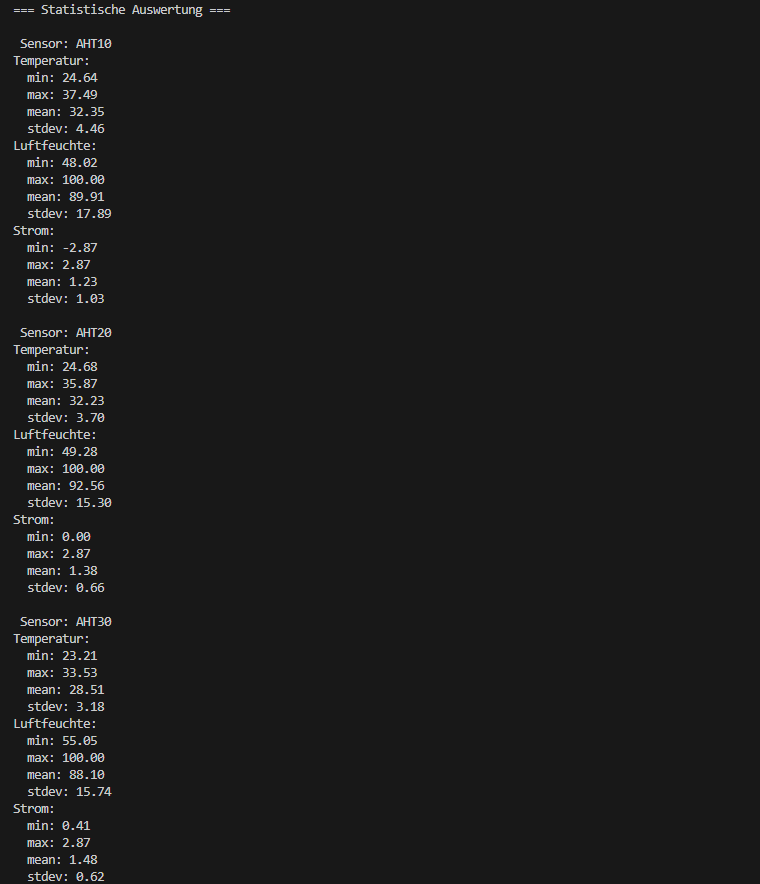 === Statistische Auswertung ===
Sensor: AHT10
Temperatur:
min: 24.64
max: 37.49
mean: 32.35
stdev: 4.46
Luftfeuchte:
min: 48.02
max: 100.00
mean: 89.91
stdev: 17.89
Strom:
min: -2.87
max: 2.87
mean: 1.23
stdev: 1.03
Sensor: AHT20
Temperatur:
min: 24.68
max: 35.87
mean: 32.23
stdev: 3.70
Luftfeuchte:
min: 49.28
max: 100.00
mean: 92.56
stdev: 15.30
Strom:
min: 0.00
max: 2.87
mean: 1.38
stdev: 0.66
Sensor: AHT30
Temperatur:
min: 23.21
max: 33.53
mean: 28.51
stdev: 3.18
Luftfeuchte:
min: 55.05
max: 100.00
mean: 88.10
stdev: 15.74
Strom:
min: 0.41
max: 2.87
mean: 1.48
stdev: 0.62